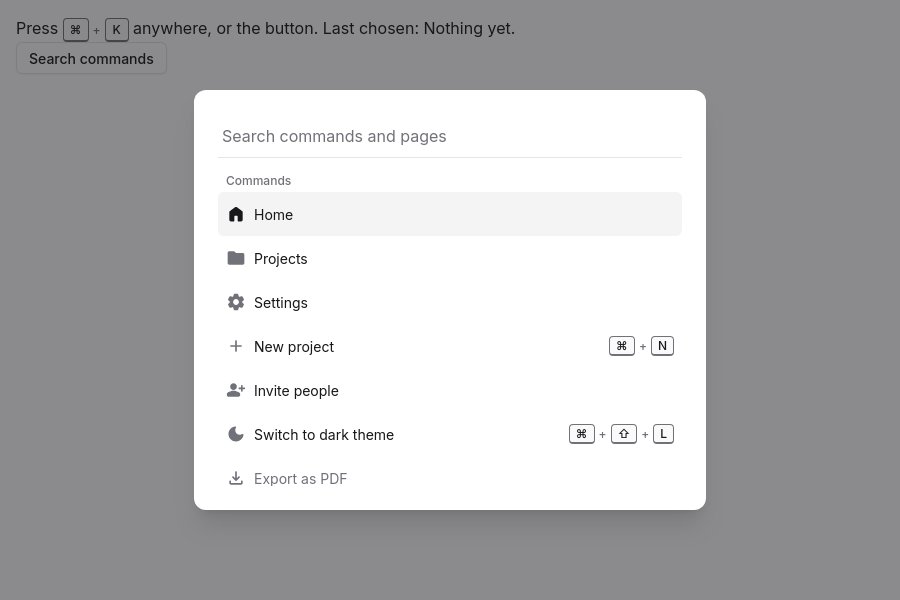 Press ⌘ + K anywhere, or the button. Last chosen: Nothing yet.
Search commands
Search commands and pages
Commands
Home
Projects
Settings
New project ⌘ + N
Invite people
Switch to dark theme ⌘ + ⇧ + L
Export as PDF